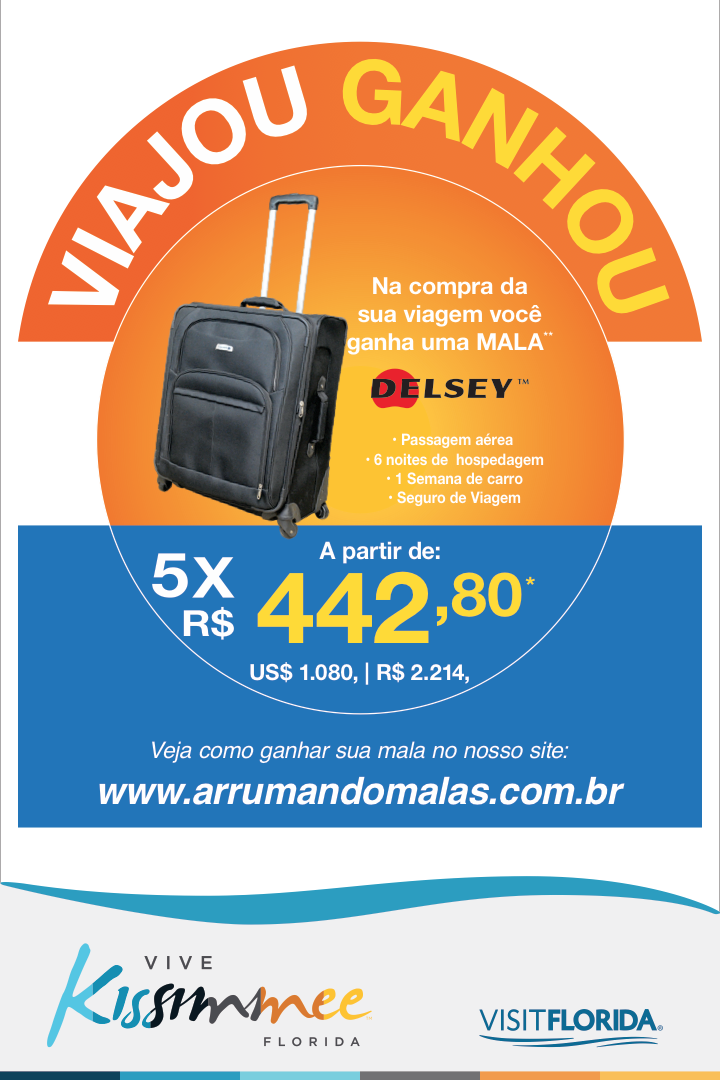 VIAJOU GANHOU
Na compra da
sua viagem você
ganha uma MALA**
DELSEY™
• Passagem aérea
• 6 noites de hospedagem
• 1 Semana de carro
• Seguro de Viagem
A partir de:
5X
R$ 442,80*
US$ 1.080, | R$ 2.214,
Veja como ganhar sua mala no nosso site:
www.arrumandomalas.com.br
VIVE
Kissimmee
FLORIDA
VISITFLORIDA®